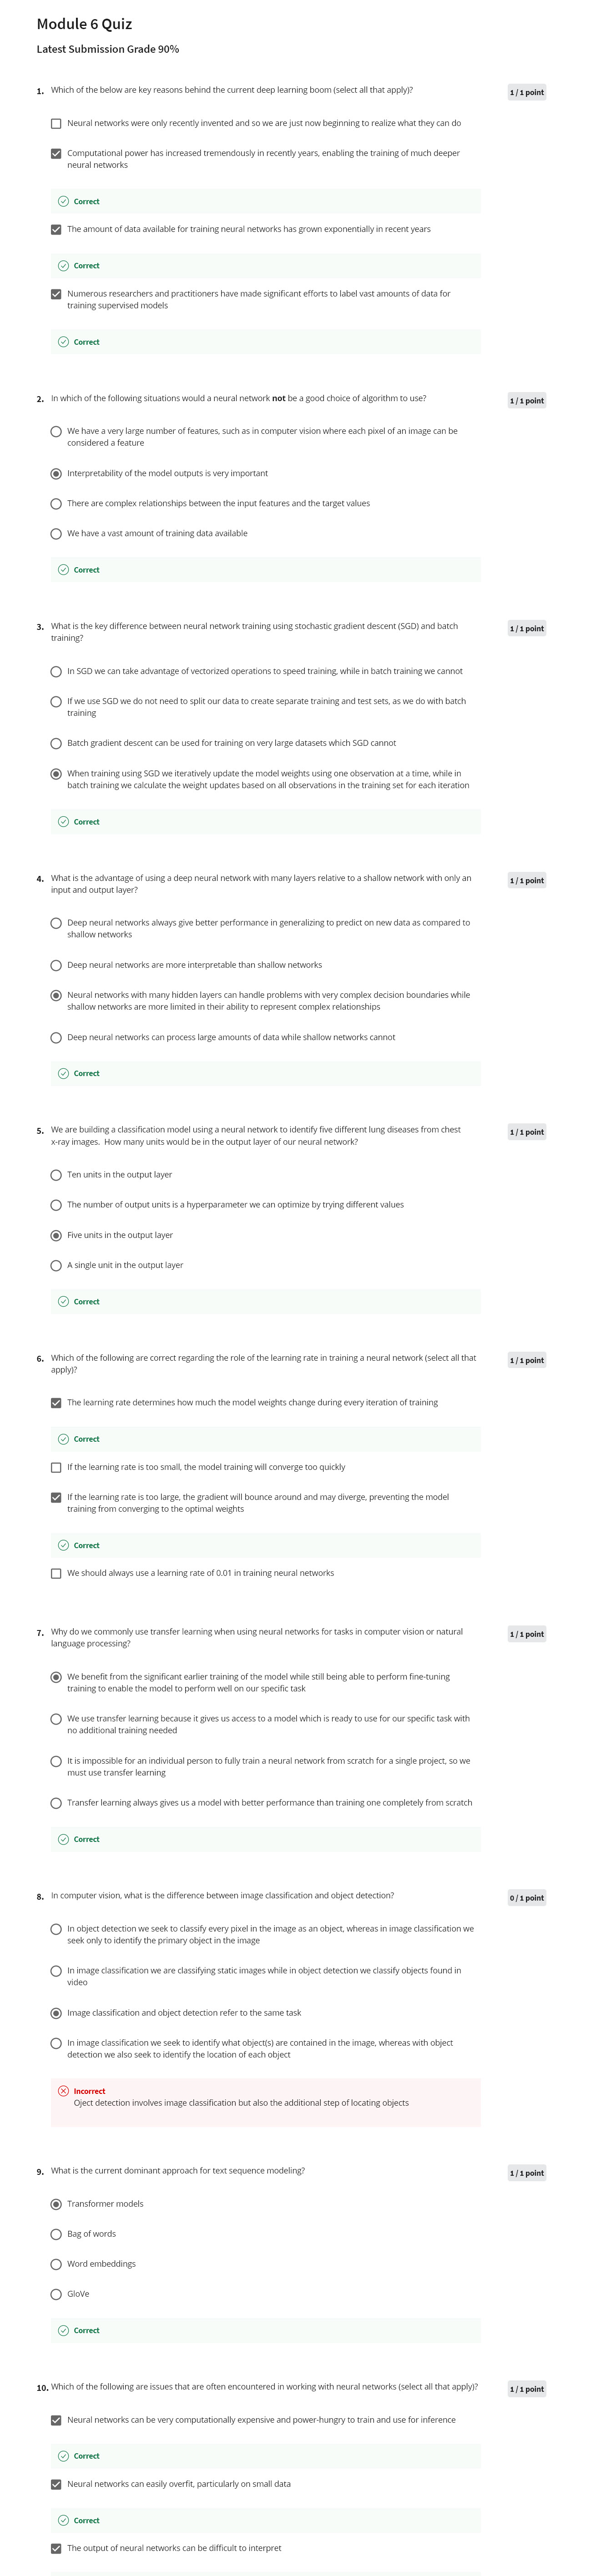 Module 6 Quiz
Latest Submission Grade 90%
1. Which of the below are key reasons behind the current deep learning boom (select all that apply)?
1 / 1 point
Neural networks were only recently invented and so we are just now beginning to realize what they can do
Computational power has increased tremendously in recently years, enabling the training of much deeper
neural networks
Correct
The amount of data available for training neural networks has grown exponentially in recent years
Correct
Numerous researchers and practitioners have made significant efforts to label vast amounts of data for
training supervised models
Correct
2. In which of the following situations would a neural network not be a good choice of algorithm to use?
1 / 1 point
We have a very large number of features, such as in computer vision where each pixel of an image can be
considered a feature
Interpretability of the model outputs is very important
There are complex relationships between the input features and the target values
We have a vast amount of training data available
Correct
3. What is the key difference between neural network training using stochastic gradient descent (SGD) and batch
training?
1 / 1 point
In SGD we can take advantage of vectorized operations to speed training, while in batch training we cannot
If we use SGD we do not need to split our data to create separate training and test sets, as we do with batch
training
Batch gradient descent can be used for training on very large datasets which SGD cannot
When training using SGD we iteratively update the model weights using one observation at a time, while in
batch training we calculate the weight updates based on all observations in the training set for each iteration
Correct
4. What is the advantage of using a deep neural network with many layers relative to a shallow network with only an
input and output layer?
1 / 1 point
Deep neural networks always give better performance in generalizing to predict on new data as compared to
shallow networks
Deep neural networks are more interpretable than shallow networks
Neural networks with many hidden layers can handle problems with very complex decision boundaries while
shallow networks are more limited in their ability to represent complex relationships
Deep neural networks can process large amounts of data while shallow networks cannot
Correct
5. We are building a classification model using a neural network to identify five different lung diseases from chest
x-ray images. How many units would be in the output layer of our neural network?
1 / 1 point
Ten units in the output layer
The number of output units is a hyperparameter we can optimize by trying different values
Five units in the output layer
A single unit in the output layer
Correct
6. Which of the following are correct regarding the role of the learning rate in training a neural network (select all that
apply)?
1 / 1 point
The learning rate determines how much the model weights change during every iteration of training
Correct
If the learning rate is too small, the model training will converge too quickly
If the learning rate is too large, the gradient will bounce around and may diverge, preventing the model
training from converging to the optimal weights
Correct
We should always use a learning rate of 0.01 in training neural networks
7. Why do we commonly use transfer learning when using neural networks for tasks in computer vision or natural
language processing?
1 / 1 point
We benefit from the significant earlier training of the model while still being able to perform fine-tuning
training to enable the model to perform well on our specific task
We use transfer learning because it gives us access to a model which is ready to use for our specific task with
no additional training needed
It is impossible for an individual person to fully train a neural network from scratch for a single project, so we
must use transfer learning
Transfer learning always gives us a model with better performance than training one completely from scratch
Correct
8. In computer vision, what is the difference between image classification and object detection?
0 / 1 point
In object detection we seek to classify every pixel in the image as an object, whereas in image classification we
seek only to identify the primary object in the image
In image classification we are classifying static images while in object detection we classify objects found in
video
Image classification and object detection refer to the same task
In image classification we seek to identify what object(s) are contained in the image, whereas with object
detection we also seek to identify the location of each object
Incorrect
Oject detection involves image classification but also the additional step of locating objects
9. What is the current dominant approach for text sequence modeling?
1 / 1 point
Transformer models
Bag of words
Word embeddings
GloVe
Correct
10. Which of the following are issues that are often encountered in working with neural networks (select all that apply)?
1 / 1 point
Neural networks can be very computationally expensive and power-hungry to train and use for inference
Correct
Neural networks can easily overfit, particularly on small data
Correct
The output of neural networks can be difficult to interpret